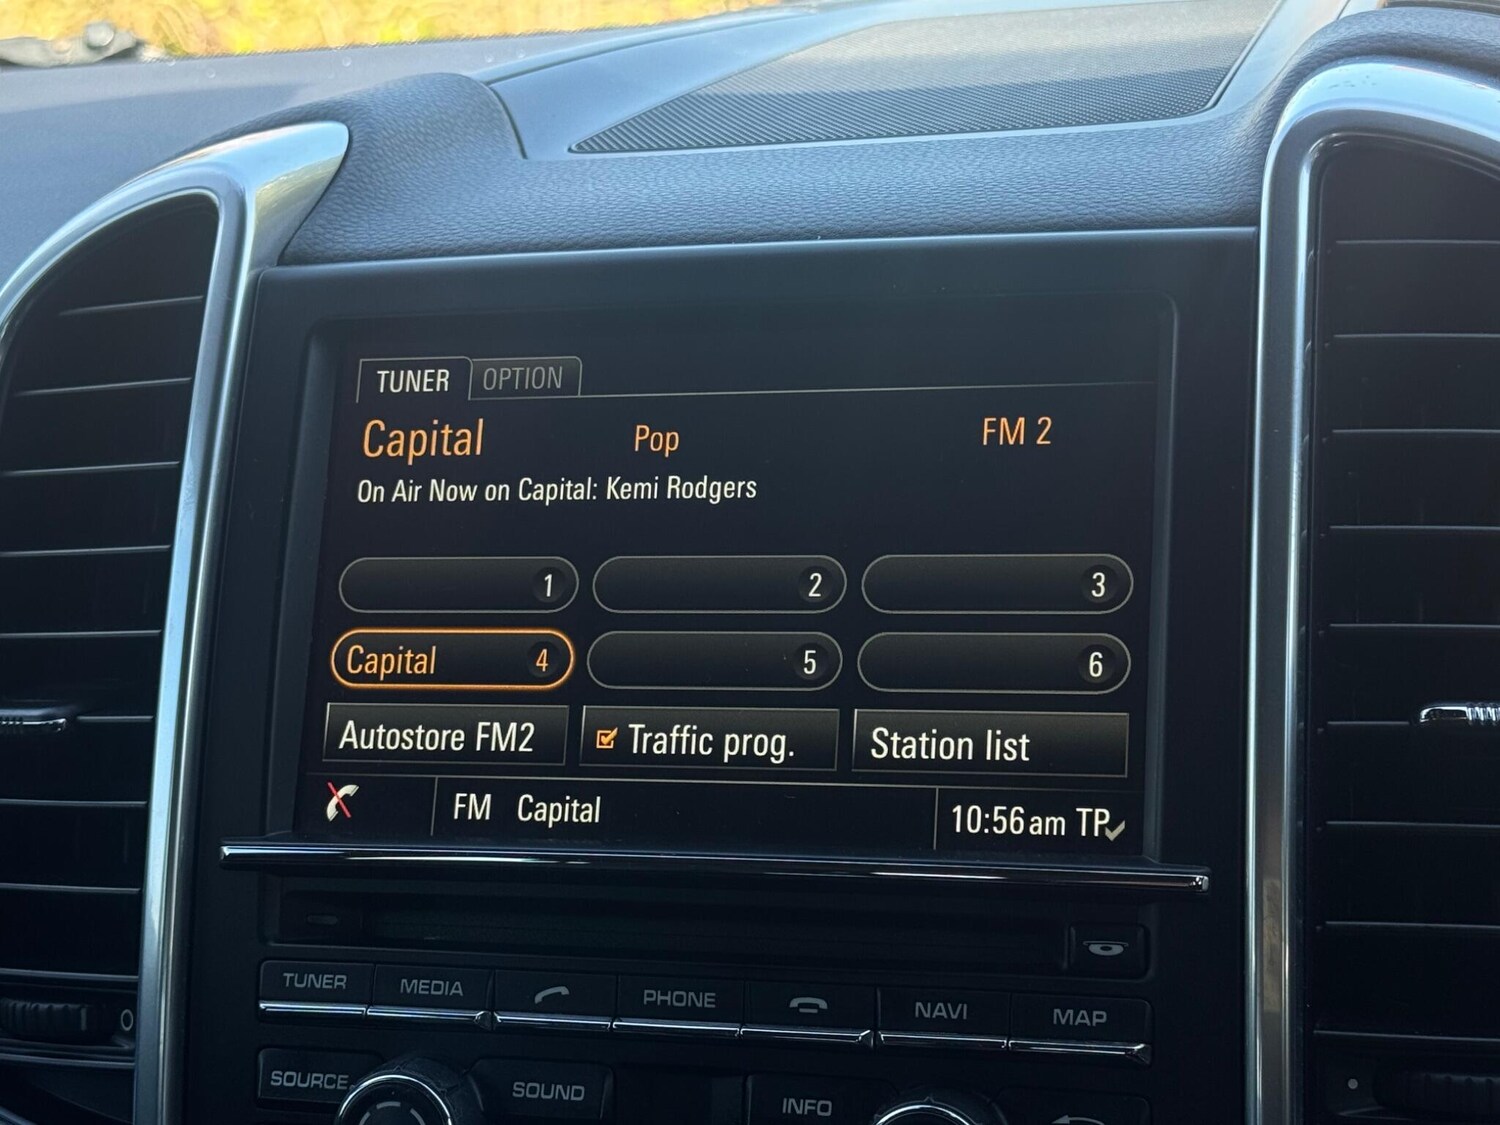 TUNER OPTION
Capital Pop FM 2
On Air Now on Capital: Kemi Rodgers
1 2 3
Capital 4 5 6
Autostore FM2 Traffic prog. Station list
FM Capital 10:56am TP
TUNER MEDIA PHONE NAVI MAP
0
SOURCE SOUND INFO